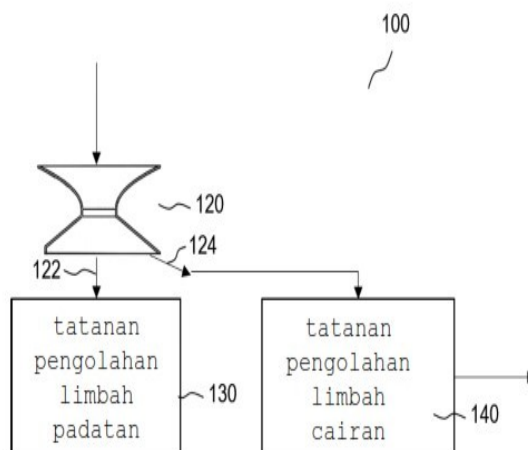 100
120
124
122
tatanan
pengolahan
limbah
padatan
130
tatanan
pengolahan
limbah
cairan
140